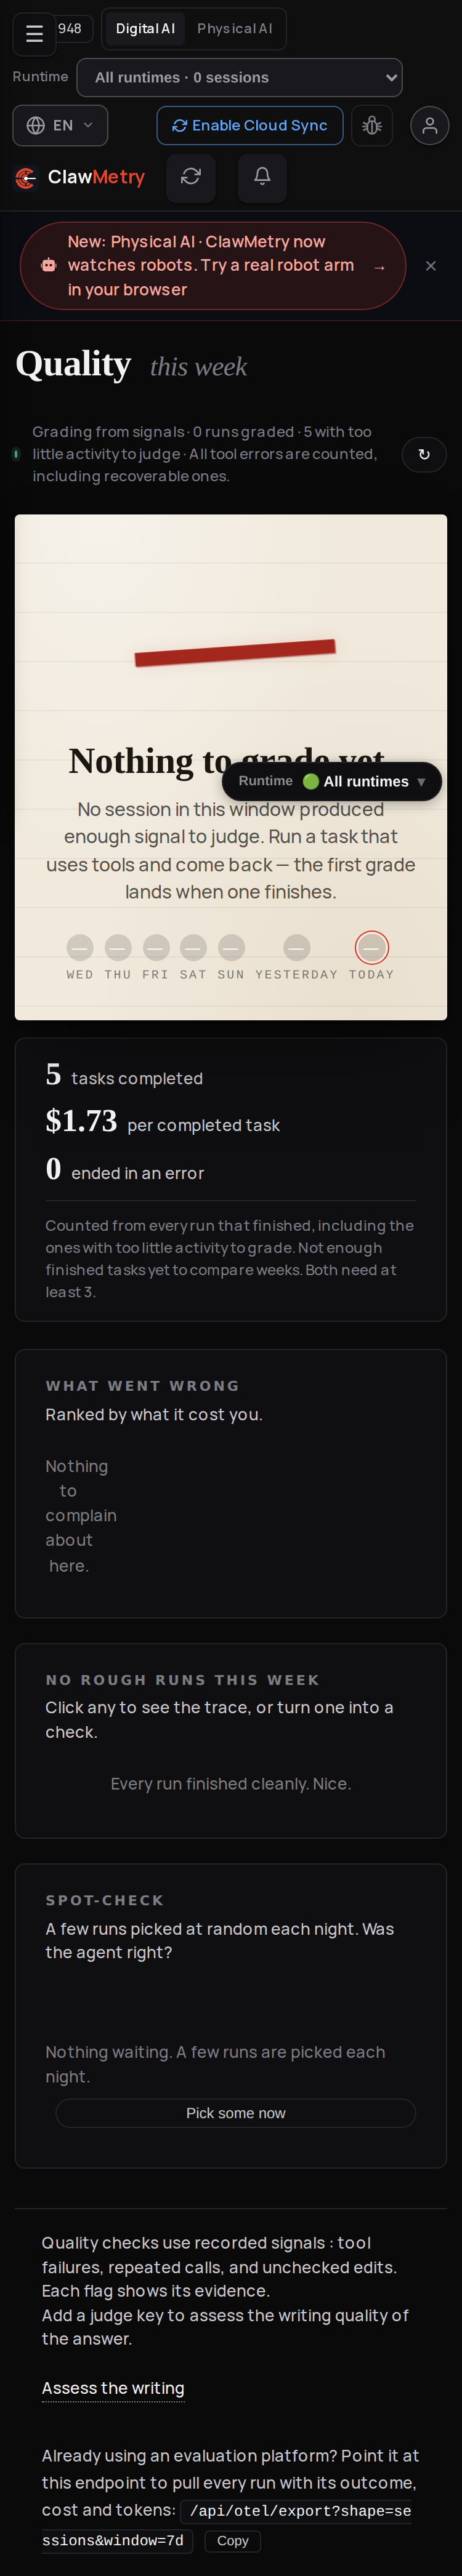 ☰ 948 Digital AI Physical AI
Runtime All runtimes · 0 sessions
EN Enable Cloud Sync
ClawMetry
New: Physical AI · ClawMetry now
watches robots. Try a real robot arm →
in your browser
Quality this week
Grading from signals · 0 runs graded · 5 with too
little activity to judge · All tool errors are counted,
including recoverable ones.
Nothing to grade yet
Runtime 🟢 All runtimes ▼
No session in this window produced
enough signal to judge. Run a task that
uses tools and come back — the first grade
lands when one finishes.
— — — — — — —
WED THU FRI SAT SUN YESTERDAY TODAY
5 tasks completed
$1.73 per completed task
0 ended in an error
Counted from every run that finished, including the
ones with too little activity to grade. Not enough
finished tasks yet to compare weeks. Both need at
least 3.
WHAT WENT WRONG
Ranked by what it cost you.
Nothing
to
complain
about
here.
NO ROUGH RUNS THIS WEEK
Click any to see the trace, or turn one into a
check.
Every run finished cleanly. Nice.
SPOT-CHECK
A few runs picked at random each night. Was
the agent right?
Nothing waiting. A few runs are picked each
night.
Pick some now
Quality checks use recorded signals : tool
failures, repeated calls, and unchecked edits.
Each flag shows its evidence.
Add a judge key to assess the writing quality of
the answer.
Assess the writing
Already using an evaluation platform? Point it at
this endpoint to pull every run with its outcome,
cost and tokens: /api/otel/export?shape=se
ssions&window=7d Copy